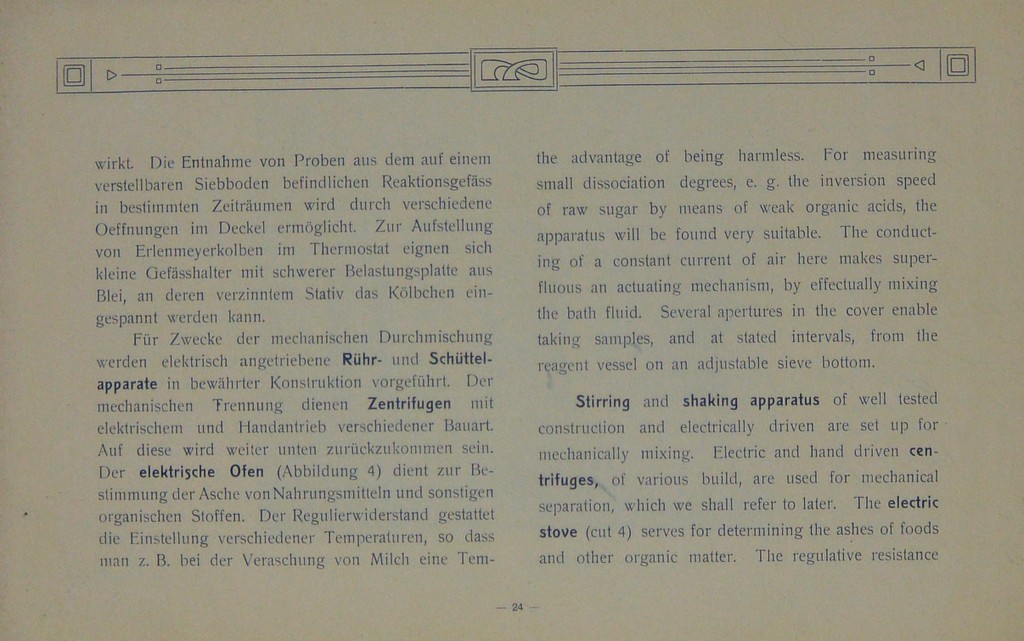 wirkt. Die Entnahme von Proben aus dem auf einem
verstellbaren Siebboden befindlichen Reaktionsgefäss
in bestimmten Zeiträumen wird durch verschiedene
Oeffnungen im Deckel ermöglicht. Zur Aufstellung
von Erlenmeyerkolben im Thermostat eignen sich
kleine Gefässhalter mit schwerer Belastungsplatte aus
Blei, an deren verzinntem Stativ das Kölbchen ein-
gespannt werden kann.
Für Zwecke der mechanischen Durchmischung
werden elektrisch angetriebene Rühr- und Schüttel-
apparate in bewährter Konstruktion vorgeführt. Der
mechanischen Trennung dienen Zentrifugen mit
elektrischem und Handantrieb verschiedener Bauart.
Auf diese wird weiter unten zurückzukommen sein.
Der elektrische Ofen (Abbildung 4) dient zur Be-
stimmung der Asche von Nahrungsmitteln und sonstigen
organischen Stoffen. Der Regulierwiderstand gestattet
die Einstellung verschiedener Temperaturen, so dass
man z. B. bei der Veraschung von Milch eine Tem-
the advantage of being harmless. For measuring
small dissociation degrees, e. g. the inversion speed
of raw sugar by means of weak organic acids, the
apparatus will be found very suitable. The conduct-
ing of a constant current of air here makes super-
fluous an actuating mechanism, by effectually mixing
the bath fluid. Several apertures in the cover enable
taking samples, and at stated intervals, from the
reagent vessel on an adjustable sieve bottom.
Stirring and shaking apparatus of well tested
construction and electrically driven are set up for
mechanically mixing. Electric and hand driven cen-
trifuges, of various build, are used for mechanical
separation, which we shall refer to later. The electric
stove (cut 4) serves for determining the ashes of foods
and other organic matter. The regulative resistance
— 24 —